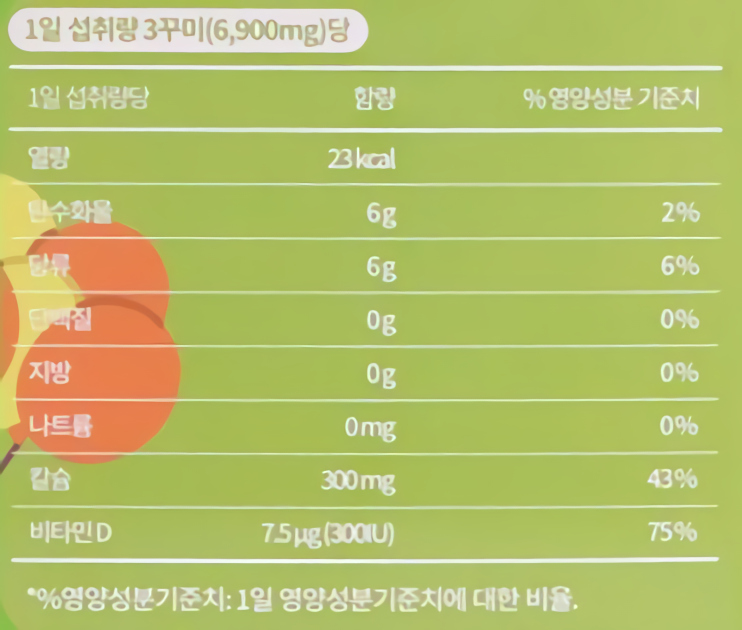 1일 섭취량 3꾸미(6,900mg)당
1일 섭취량당 함량 %영양성분 기준치
열량 23kcal
탄수화물 6g 2%
당류 6g 6%
단백질 0g 0%
지방 0g 0%
나트륨 0mg 0%
칼슘 300mg 43%
비타민D 7.5μg(300IU) 75%
*%영양성분기준치: 1일 영양성분기준치에 대한 비율.